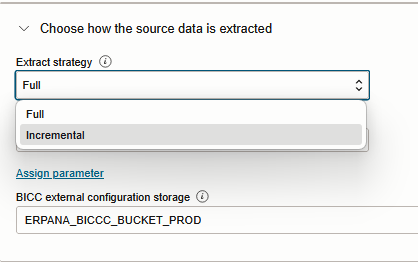 Choose how the source data is extracted
Extract strategy
Full
Full
Incremental
Assign parameter
BICC external configuration storage
ERPANA_BICCC_BUCKET_PROD